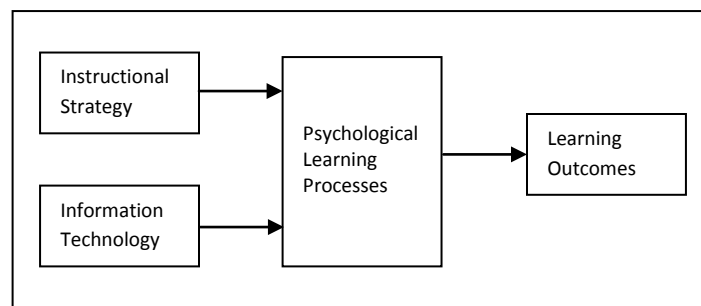 Instructional
Strategy
Information
Technology
Psychological
Learning
Processes
Learning
Outcomes